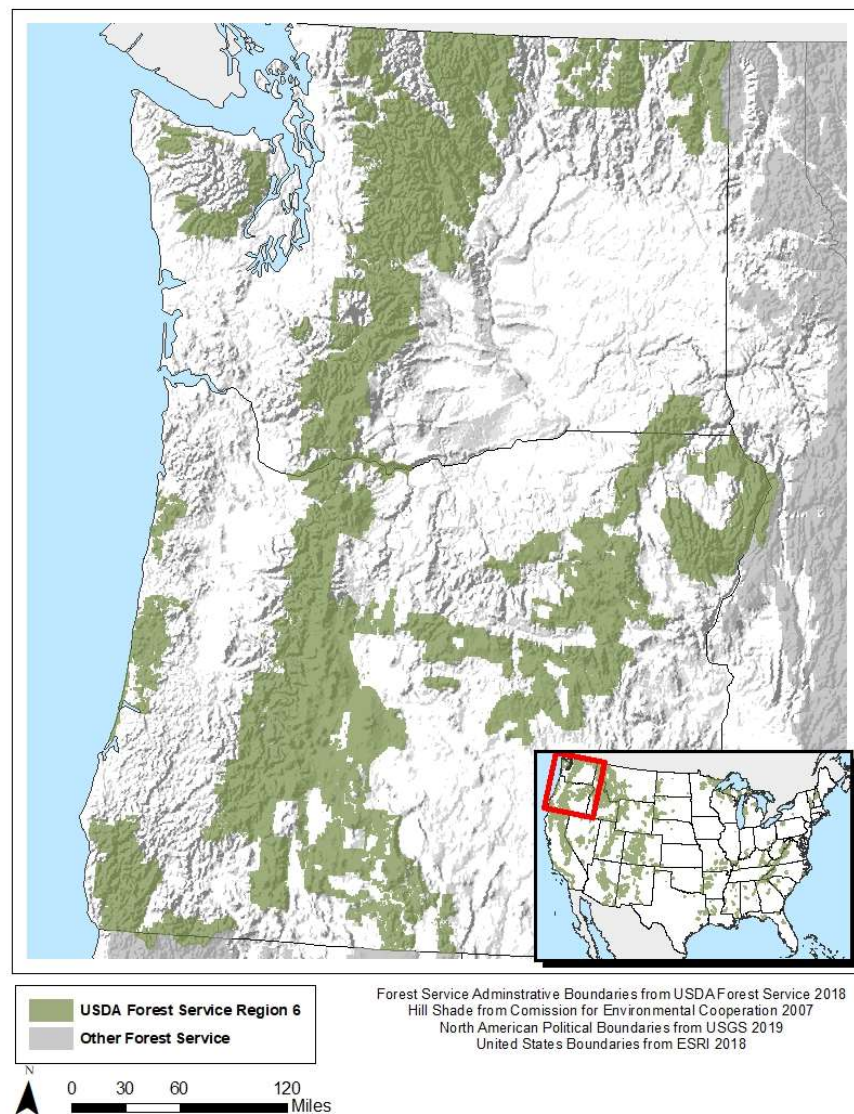 USDA Forest Service Region 6
Other Forest Service
Forest Service Adminstrative Boundaries from USDA Forest Service 2018
Hill Shade from Comission for Environmental Cooperation 2007
North American Political Boundaries from USGS 2019
United States Boundaries from ESRI 2018
N
0 30 60 120
Miles